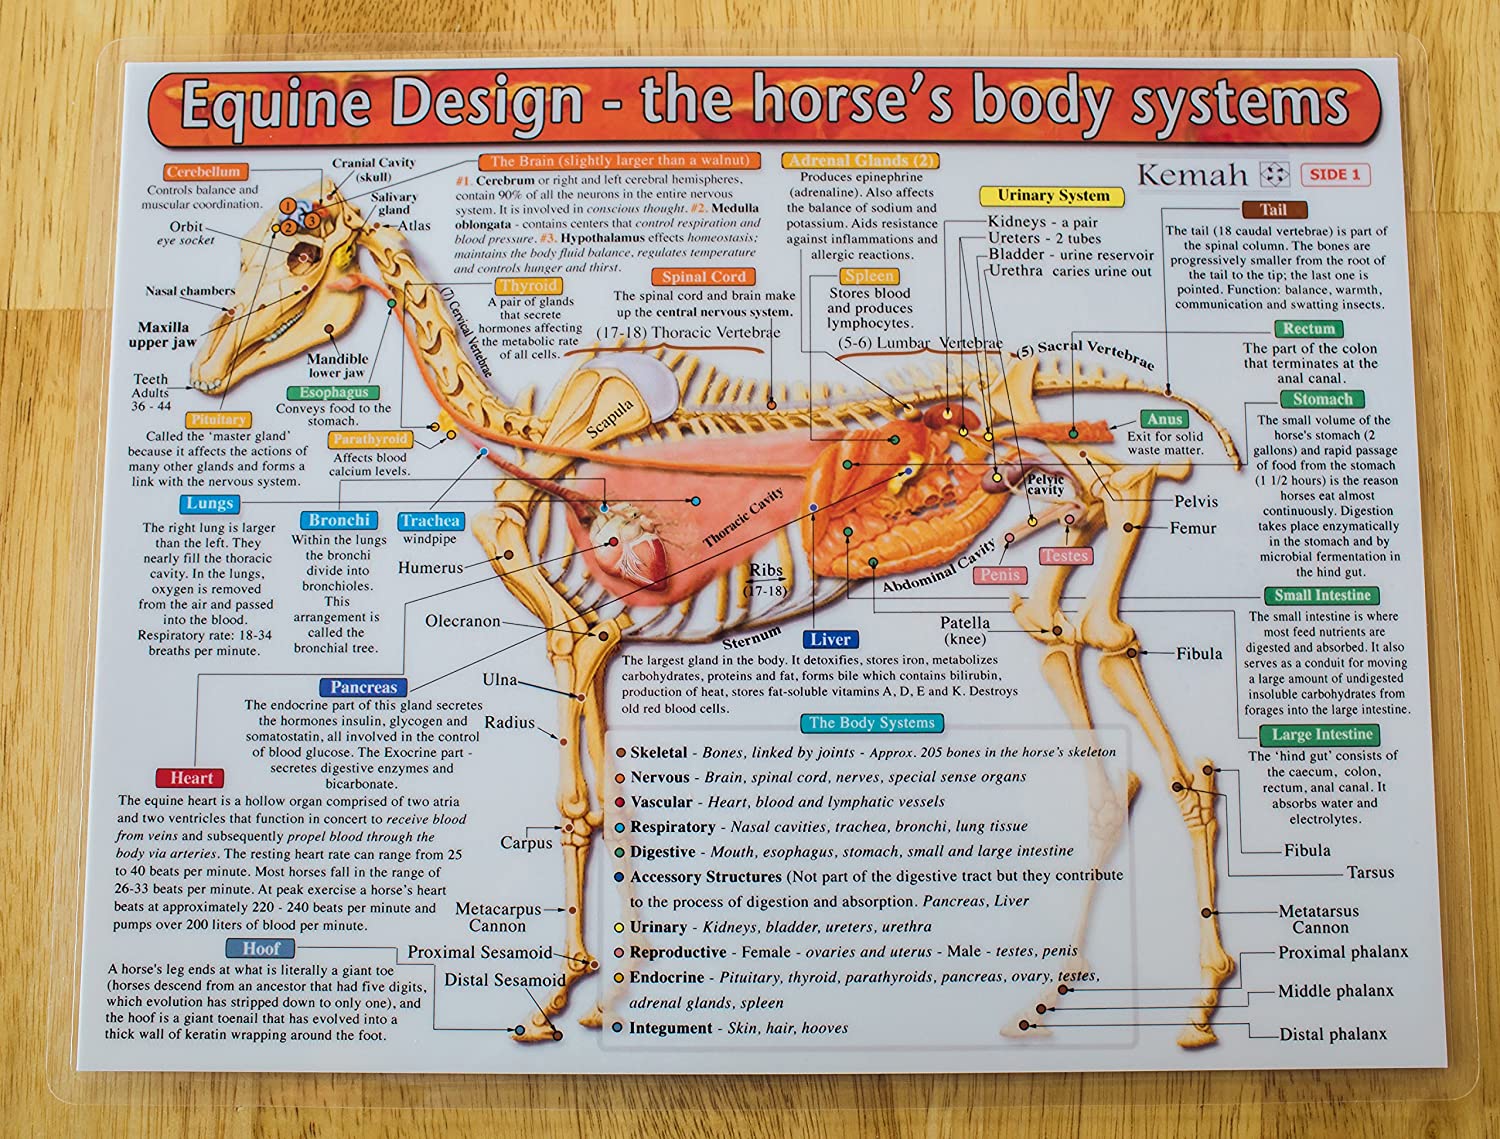 Equine Design - the horse's body systems
Kemah
SIDE 1
Cerebellum
Controls balance and
muscular coordination.
Cranial Cavity
(skull)
Salivary
gland
Atlas
Orbit
eye socket
1
2
3
Nasal chambers
Maxilla
upper jaw
Mandible
lower jaw
Teeth
Adults
36 - 44
The Brain (slightly larger than a walnut)
#1. Cerebrum or right and left cerebral hemispheres,
contain 90% of all the neurons in the entire nervous
system. It is involved in conscious thought. #2. Medulla
oblongata - contains centers that control respiration and
blood pressure. #3. Hypothalamus effects homeostasis;
maintains the body fluid balance, regulates temperature
and controls hunger and thirst.
Adrenal Glands (2)
Produces epinephrine
(adrenaline). Also affects
the balance of sodium and
potassium. Aids resistance
against inflammations and
allergic reactions.
Urinary System
Kidneys - a pair
Ureters - 2 tubes
Bladder - urine reservoir
Urethra caries urine out
Tail
The tail (18 caudal vertebrae) is part of
the spinal column. The bones are
progressively smaller from the root of
the tail to the tip; the last one is
pointed. Function: balance, warmth,
communication and swatting insects.
Thyroid
A pair of glands
that secrete
hormones affecting
the metabolic rate
of all cells.
Spinal Cord
The spinal cord and brain make
up the central nervous system.
(17-18) Thoracic Vertebrae
Spleen
Stores blood
and produces
lymphocytes.
(5-6) Lumbar Vertebrae
(5) Sacral Vertebrae
(7) Cervical Vertebrae
Rectum
The part of the colon
that terminates at the
anal canal.
Esophagus
Conveys food to the
stomach.
Pituitary
Called the 'master gland'
because it affects the actions of
many other glands and forms a
link with the nervous system.
Parathyroid
Affects blood
calcium levels.
Scapula
Anus
Exit for solid
waste matter.
Stomach
The small volume of the
horse's stomach (2
gallons) and rapid passage
of food from the stomach
(1 1/2 hours) is the reason
horses eat almost
continuously. Digestion
takes place enzymatically
in the stomach and by
microbial fermentation in
the hind gut.
Lungs
The right lung is larger
than the left. They
nearly fill the thoracic
cavity. In the lungs,
oxygen is removed
from the air and passed
into the blood.
Respiratory rate: 18-34
breaths per minute.
Bronchi
Within the lungs
the bronchi
divide into
bronchioles.
This
arrangement is
called the
bronchial tree.
Trachea
windpipe
Humerus
Olecranon
Thoracic Cavity
Ribs
(17-18)
Sternum
Abdominal Cavity
Pelvic
cavity
Pelvis
Femur
Testes
Penis
Patella
(knee)
Fibula
Small Intestine
The small intestine is where
most feed nutrients are
digested and absorbed. It also
serves as a conduit for moving
a large amount of undigested
insoluble carbohydrates from
forages into the large intestine.
Liver
The largest gland in the body. It detoxifies, stores iron, metabolizes
carbohydrates, proteins and fat, forms bile which contains bilirubin,
production of heat, stores fat-soluble vitamins A, D, E and K. Destroys
old red blood cells.
Pancreas
The endocrine part of this gland secretes
the hormones insulin, glycogen and
somatostatin, all involved in the control
of blood glucose. The Exocrine part -
secretes digestive enzymes and
bicarbonate.
Ulna
Radius
Large Intestine
The 'hind gut' consists of
the caecum, colon,
rectum, anal canal. It
absorbs water and
electrolytes.
Heart
The equine heart is a hollow organ comprised of two atria
and two ventricles that function in concert to receive blood
from veins and subsequently propel blood through the
body via arteries. The resting heart rate can range from 25
to 40 beats per minute. Most horses fall in the range of
26-33 beats per minute. At peak exercise a horse's heart
beats at approximately 220 - 240 beats per minute and
pumps over 200 liters of blood per minute.
Carpus
Metacarpus
Cannon
Proximal Sesamoid
Distal Sesamoid
Hoof
A horse's leg ends at what is literally a giant toe
(horses descend from an ancestor that had five digits,
which evolution has stripped down to only one), and
the hoof is a giant toenail that has evolved into a
thick wall of keratin wrapping around the foot.
The Body Systems
Skeletal - Bones, linked by joints - Approx. 205 bones in the horse's skeleton
Nervous - Brain, spinal cord, nerves, special sense organs
Vascular - Heart, blood and lymphatic vessels
Respiratory - Nasal cavities, trachea, bronchi, lung tissue
Digestive - Mouth, esophagus, stomach, small and large intestine
Accessory Structures (Not part of the digestive tract but they contribute
to the process of digestion and absorption. Pancreas, Liver
Urinary - Kidneys, bladder, ureters, urethra
Reproductive - Female - ovaries and uterus - Male - testes, penis
Endocrine - Pituitary, thyroid, parathyroids, pancreas, ovary, testes,
adrenal glands, spleen
Integument - Skin, hair, hooves
Fibula
Tarsus
Metatarsus
Cannon
Proximal phalanx
Middle phalanx
Distal phalanx